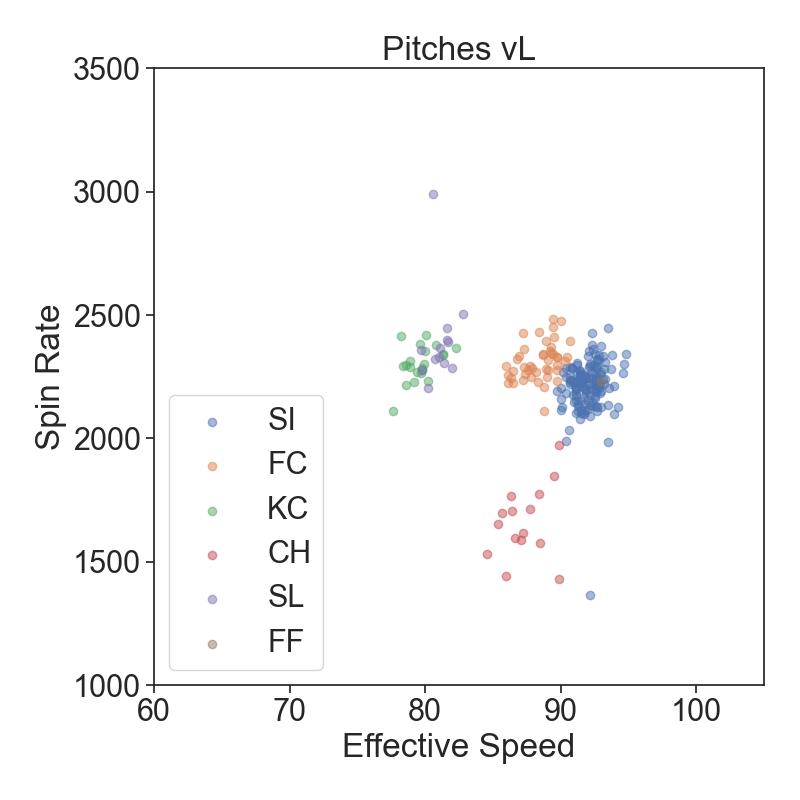 Pitches vL
3500
3000
2500
2000
1500
1000
Spin Rate
SI
FC
KC
CH
SL
FF
60 70 80 90 100
Effective Speed